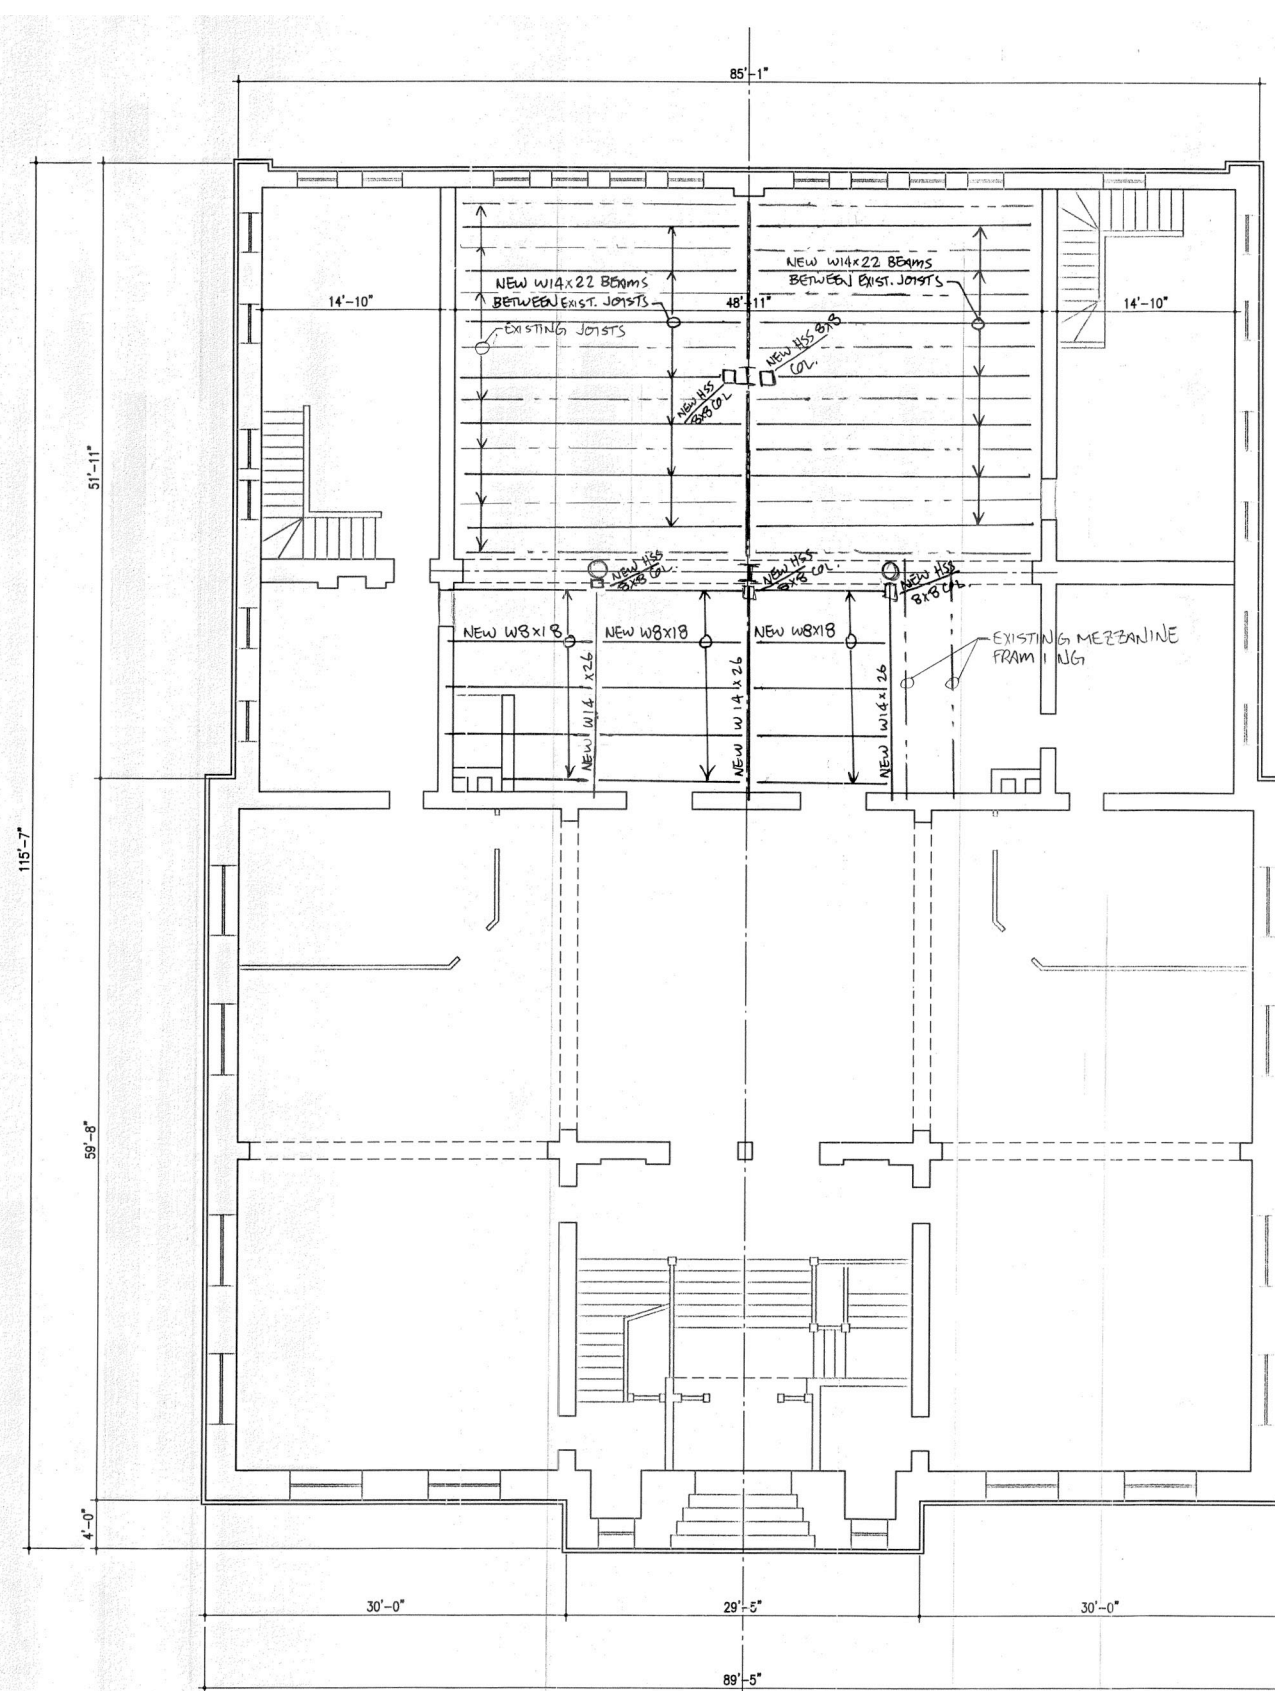 85'-1"
NEW W14x22 BEAMS
BETWEEN EXIST. JOISTS
NEW W14x22 BEAMS
BETWEEN EXIST. JOISTS
14'-10"
48'-11"
14'-10"
EXISTING JOISTS
NEW HSS 8x8
COL.
NEW HSS
8x8 COL
51'-11"
NEW HSS
8x8 COL.
NEW HSS
8x8 COL.
NEW HSS
8x8 COL.
NEW W8x18
NEW W8x18
NEW W8x18
EXISTING MEZZANINE
FRAMING
NEW W14x26
NEW W14x26
NEW W14x26
115'-7"
59'-8"
4'-0"
30'-0"
29'-5"
30'-0"
89'-5"